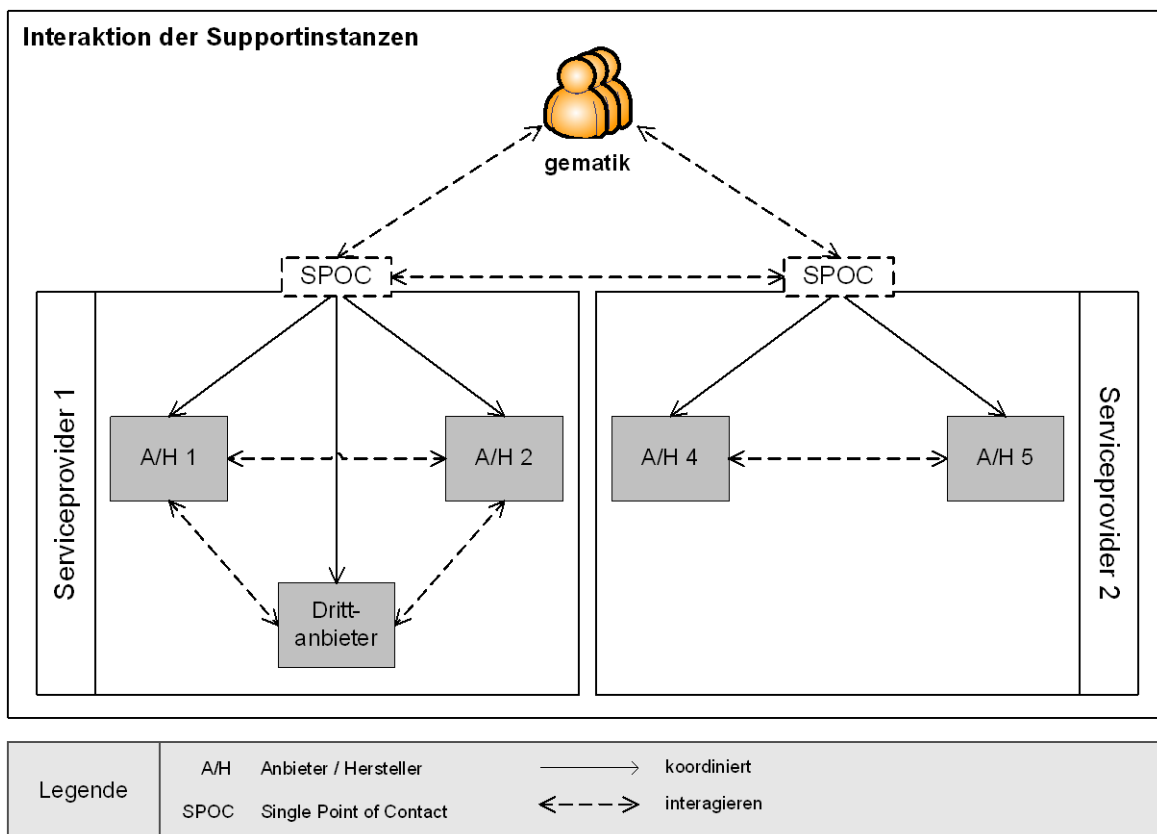 Interaktion der Supportinstanzen
gematik
SPOC
SPOC
Serviceprovider 1
A/H 1
A/H 2
Dritt-
anbieter
A/H 4
A/H 5
Serviceprovider 2
Legende
A/H Anbieter / Hersteller
koordiniert
SPOC Single Point of Contact
interagieren